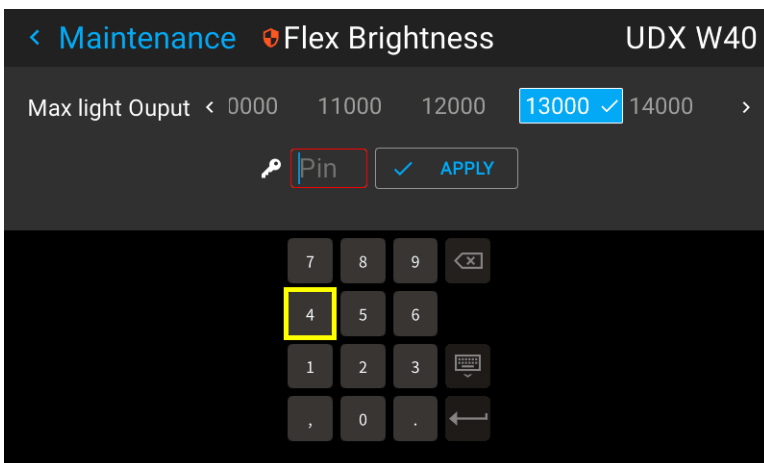 Maintenance Flex Brightness UDX W40
Max light Ouput 0000 11000 12000 13000 14000
Pin APPLY
7 8 9
4 5 6
1 2 3
, 0 .